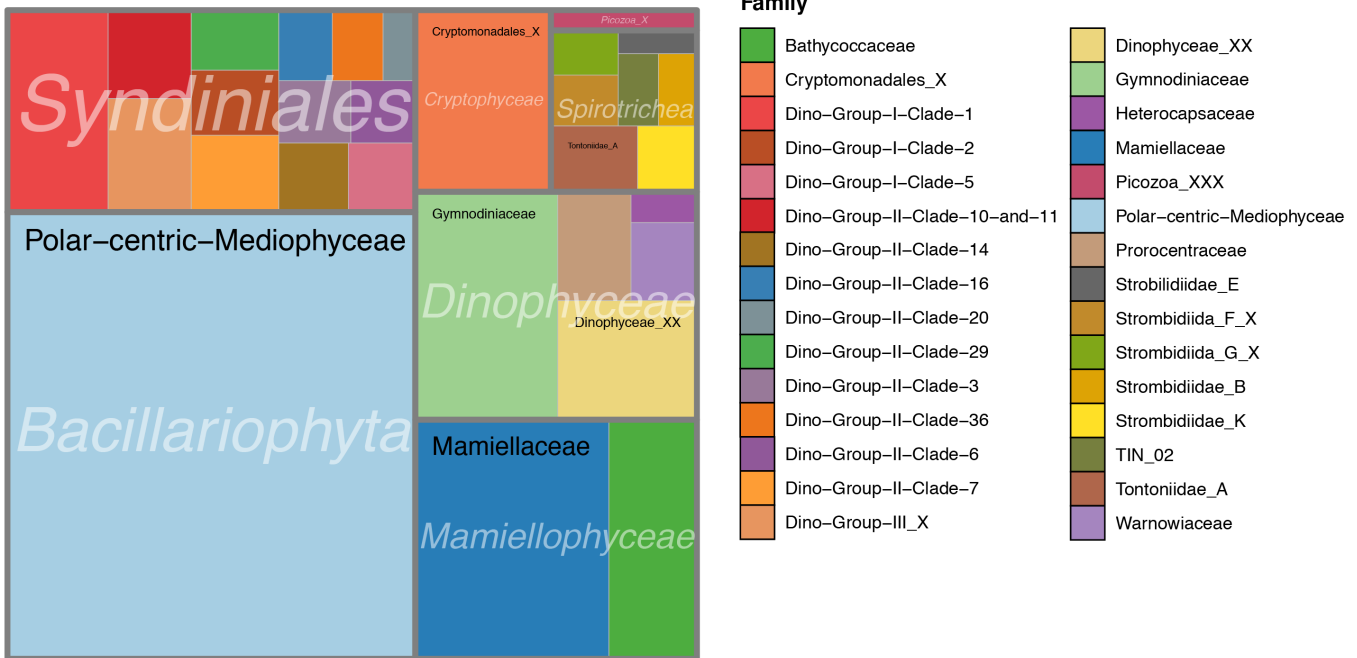 Syndiniales
Polar−centric−Mediophyceae
Bacillariophyta
Cryptomonadales_X
Cryptophyceae
Picozoa_X
Spirotrichea
Tontoniidae_A
Gymnodiniaceae
Dinophyceae
Dinophyceae_XX
Mamiellaceae
Mamiellophyceae
Family
Bathycoccaceae
Cryptomonadales_X
Dino−Group−I−Clade−1
Dino−Group−I−Clade−2
Dino−Group−I−Clade−5
Dino−Group−II−Clade−10−and−11
Dino−Group−II−Clade−14
Dino−Group−II−Clade−16
Dino−Group−II−Clade−20
Dino−Group−II−Clade−29
Dino−Group−II−Clade−3
Dino−Group−II−Clade−36
Dino−Group−II−Clade−6
Dino−Group−II−Clade−7
Dino−Group−III_X
Dinophyceae_XX
Gymnodiniaceae
Heterocapsaceae
Mamiellaceae
Picozoa_XXX
Polar−centric−Mediophyceae
Prorocentraceae
Strobilidiidae_E
Strombidiida_F_X
Strombidiida_G_X
Strombidiidae_B
Strombidiidae_K
TIN_02
Tontoniidae_A
Warnowiaceae